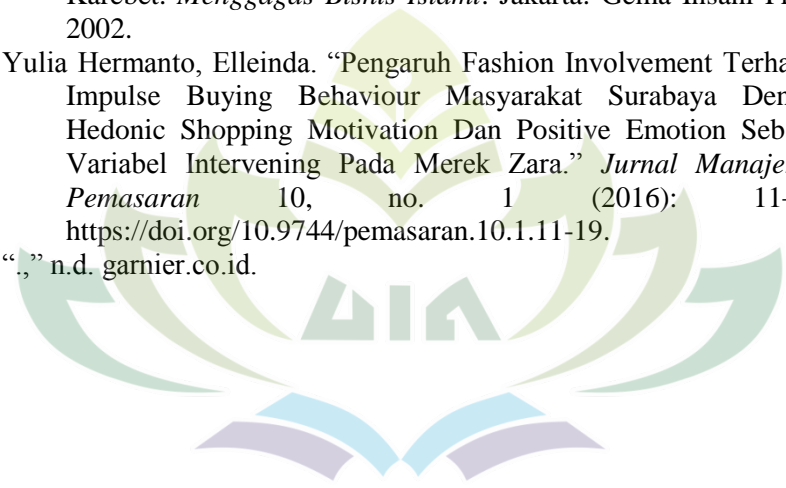 Karebet. Menggugus Bisnis Islami. Jakarta: Gema Insani
2002.
Yulia Hermanto, Elleinda. “Pengaruh Fashion Involvement Terha
Impulse Buying Behaviour Masyarakat Surabaya Den
Hedonic Shopping Motivation Dan Positive Emotion Seb
Variabel Intervening Pada Merek Zara.” Jurnal Manaje
Pemasaran 10, no. 1 (2016): 11-
https://doi.org/10.9744/pemasaran.10.1.11-19.
“.,” n.d. garnier.co.id.
UIN